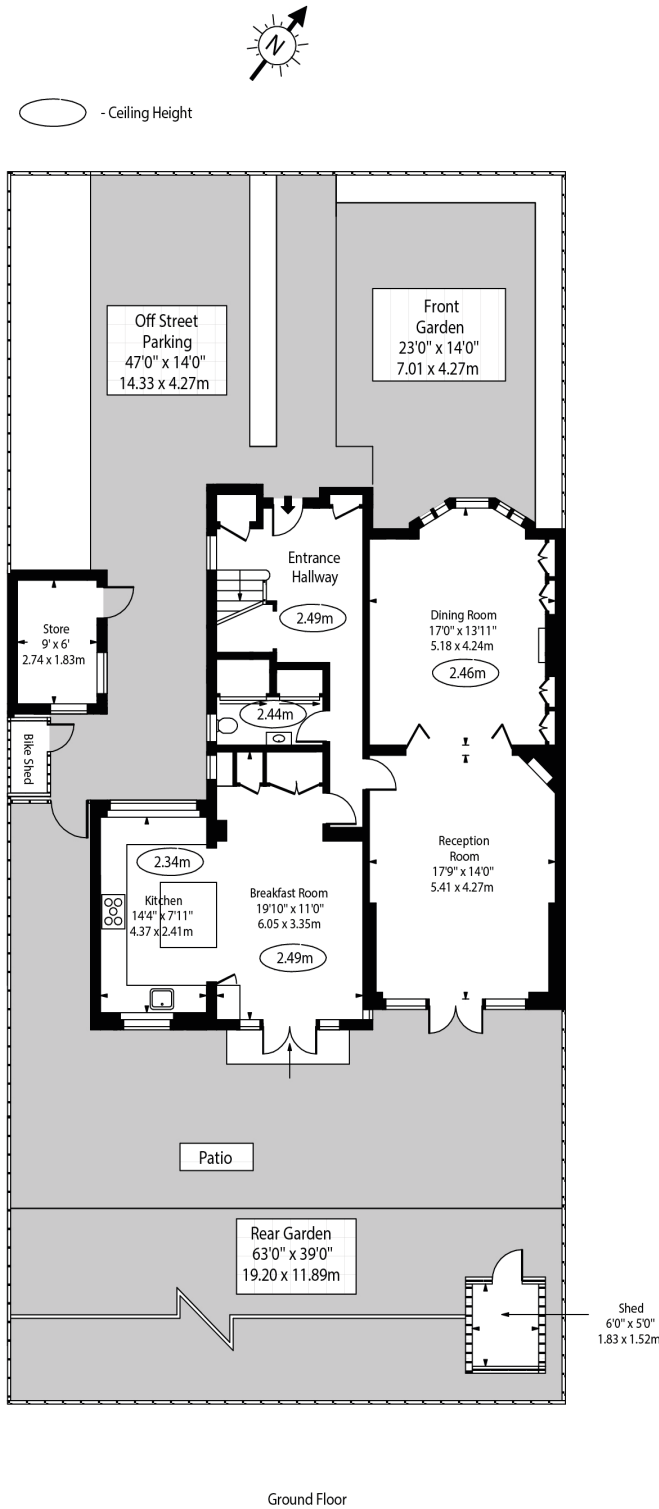 N
- Ceiling Height
Off Street
Parking
47'0" x 14'0"
14.33 x 4.27m
Front
Garden
23'0" x 14'0"
7.01 x 4.27m
Entrance
Hallway
2.49m
Store
9' x 6'
2.74 x 1.83m
Dining Room
17'0" x 13'11"
5.18 x 4.24m
2.46m
2.44m
Bike Shed
Reception
Room
17'9" x 14'0"
5.41 x 4.27m
2.34m
Kitchen
14'4" x 7'11"
4.37 x 2.41m
Breakfast Room
19'10" x 11'0"
6.05 x 3.35m
2.49m
Patio
Rear Garden
63'0" x 39'0"
19.20 x 11.89m
Shed
6'0" x 5'0"
1.83 x 1.52m
Ground Floor